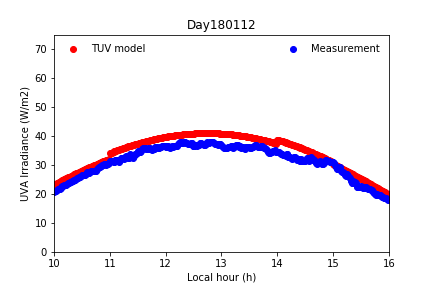 Day180112
TUV model
Measurement
UVA Irradiance (W/m2)
70
60
50
40
30
20
10
0
10 11 12 13 14 15 16
Local hour (h)